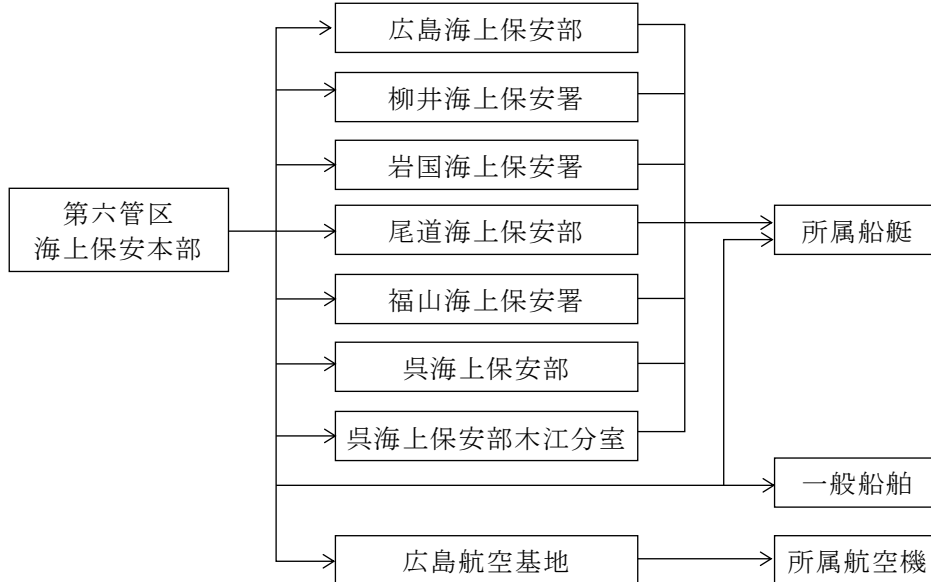 第六管区
海上保安本部
広島海上保安部
柳井海上保安署
岩国海上保安署
尾道海上保安部
福山海上保安署
呉海上保安部
呉海上保安部木江分室
広島航空基地
所属船艇
一般船舶
所属航空機